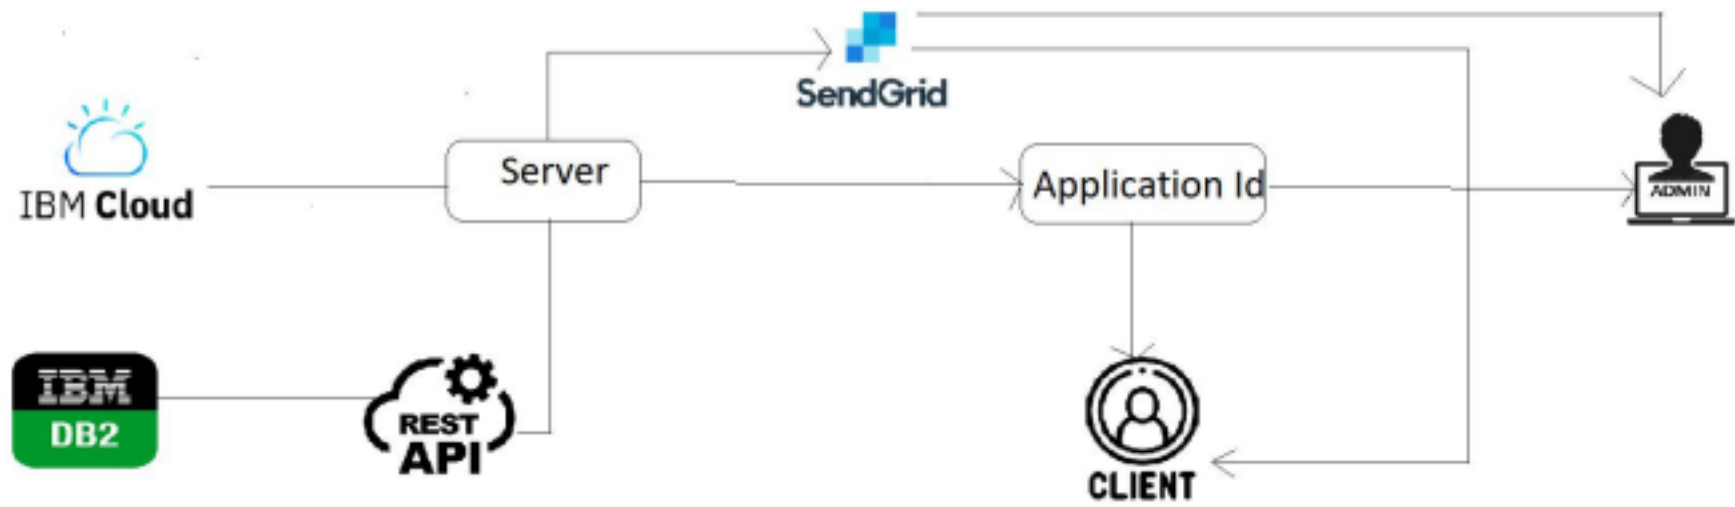 SendGrid
IBM Cloud
Server
Application Id
ADMIN
IBM
DB2
REST
API
CLIENT